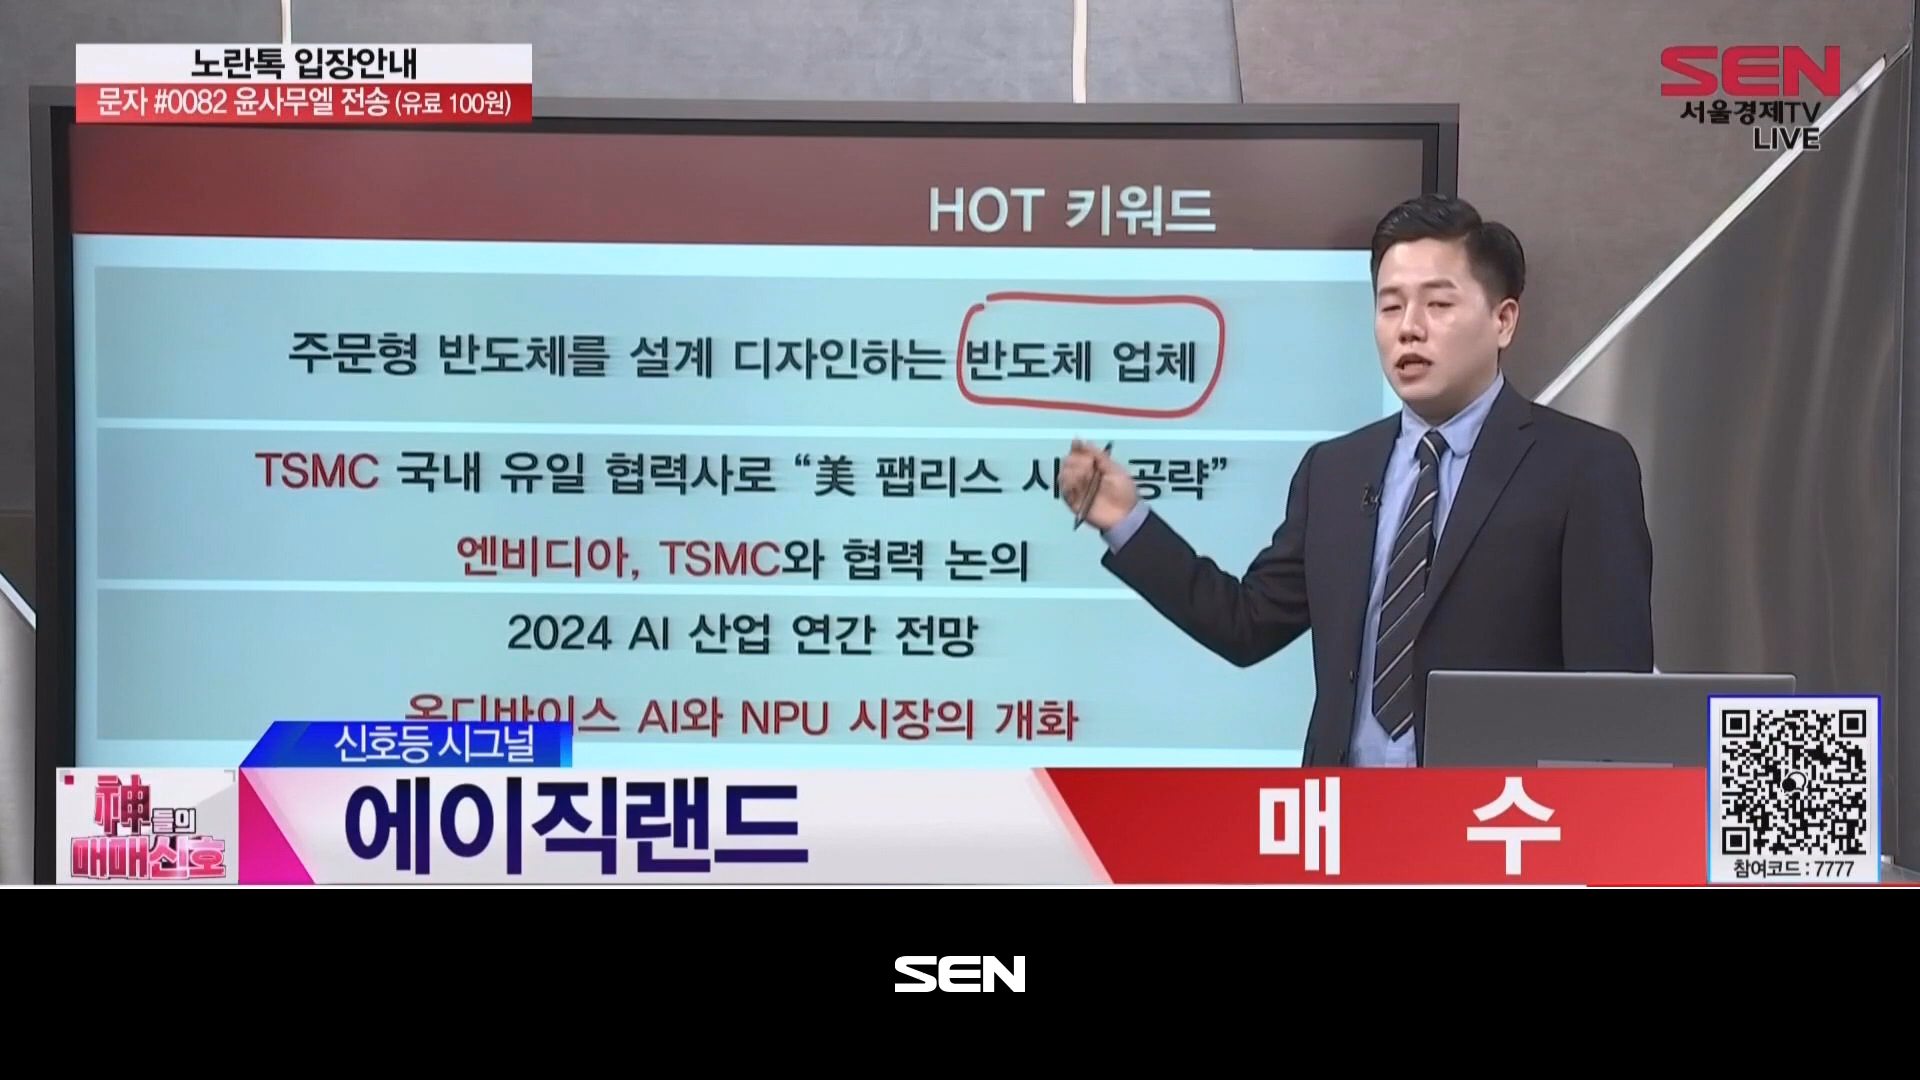 노란톡 입장안내
문자 #0082 윤사무엘 전송 (유료 100원)
SEN
서울경제TV
LIVE
HOT 키워드
주문형 반도체를 설계 디자인하는 반도체 업체
TSMC 국내 유일 협력사로 “美 팹리스 시 공략”
엔비디아, TSMC와 협력 논의
2024 AI 산업 연간 전망
온디바이스 AI와 NPU 시장의 개화
신호등 시그널
神들의
매매신호
에이직랜드
매 수
참여코드 : 7777
SEN